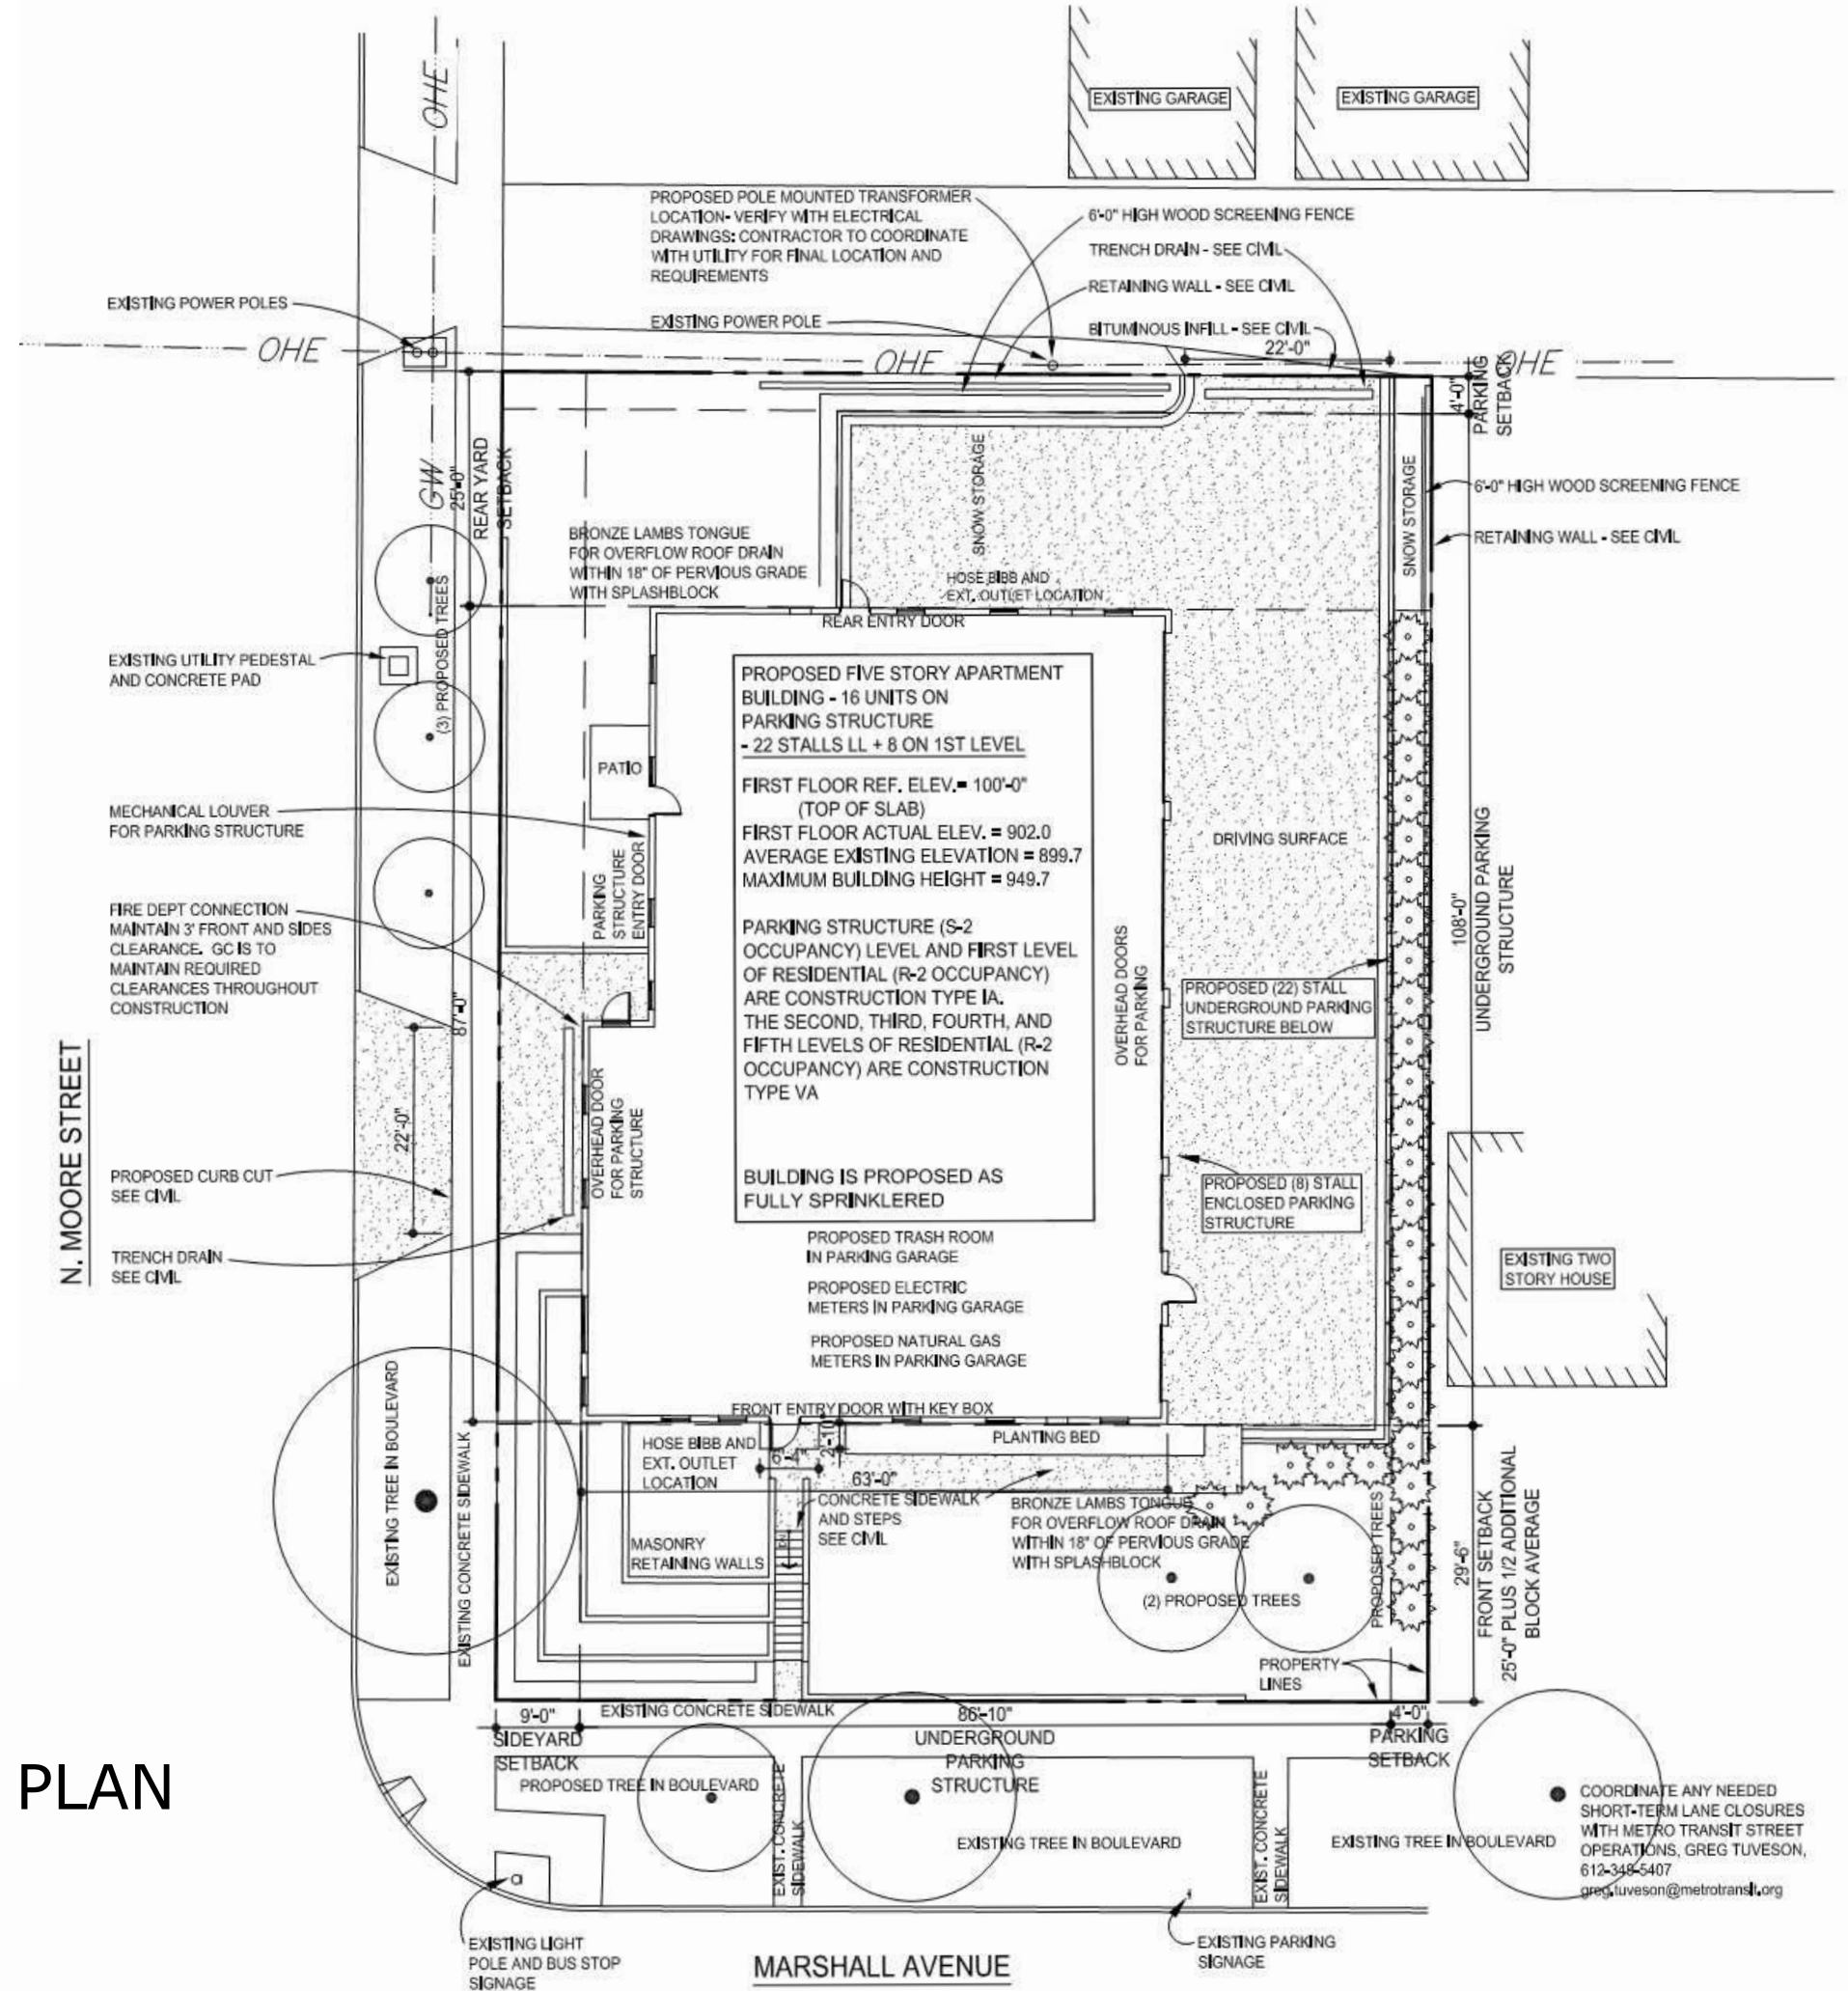 OHE
EXISTING GARAGE
EXISTING GARAGE
PROPOSED POLE MOUNTED TRANSFORMER
LOCATION- VERIFY WITH ELECTRICAL
DRAWINGS: CONTRACTOR TO COORDINATE
WITH UTILITY FOR FINAL LOCATION AND
REQUIREMENTS
6'-0" HIGH WOOD SCREENING FENCE
TRENCH DRAIN - SEE CIVIL
RETAINING WALL - SEE CIVIL
EXISTING POWER POLES
EXISTING POWER POLE
BITUMINOUS INFILL - SEE CIVIL
22'-0"
OHE
OHE
OHE
4'-0"
PARKING
SETBACK
GW
25'-0"
REAR YARD
SETBACK
SNOW STORAGE
SNOW STORAGE
6'-0" HIGH WOOD SCREENING FENCE
RETAINING WALL - SEE CIVIL
BRONZE LAMBS TONGUE
FOR OVERFLOW ROOF DRAIN
WITHIN 18" OF PERVIOUS GRADE
WITH SPLASHBLOCK
HOSE BIBB AND
EXT. OUTLET LOCATION
REAR ENTRY DOOR
(3) PROPOSED TREES
EXISTING UTILITY PEDESTAL
AND CONCRETE PAD
PROPOSED FIVE STORY APARTMENT
BUILDING - 16 UNITS ON
PARKING STRUCTURE
- 22 STALLS LL + 8 ON 1ST LEVEL
FIRST FLOOR REF. ELEV.= 100'-0"
(TOP OF SLAB)
FIRST FLOOR ACTUAL ELEV. = 902.0
AVERAGE EXISTING ELEVATION = 899.7
MAXIMUM BUILDING HEIGHT = 949.7
PARKING STRUCTURE (S-2
OCCUPANCY) LEVEL AND FIRST LEVEL
OF RESIDENTIAL (R-2 OCCUPANCY)
ARE CONSTRUCTION TYPE IA.
THE SECOND, THIRD, FOURTH, AND
FIFTH LEVELS OF RESIDENTIAL (R-2
OCCUPANCY) ARE CONSTRUCTION
TYPE VA
BUILDING IS PROPOSED AS
FULLY SPRINKLERED
PATIO
MECHANICAL LOUVER
FOR PARKING STRUCTURE
PARKING
STRUCTURE
ENTRY DOOR
DRIVING SURFACE
108'-0"
UNDERGROUND PARKING
STRUCTURE
FIRE DEPT CONNECTION
MAINTAIN 3' FRONT AND SIDES
CLEARANCE. GC IS TO
MAINTAIN REQUIRED
CLEARANCES THROUGHOUT
CONSTRUCTION
87'-0"
OVERHEAD DOORS
FOR PARKING
PROPOSED (22) STALL
UNDERGROUND PARKING
STRUCTURE BELOW
N. MOORE STREET
22'-0"
OVERHEAD DOOR
FOR PARKING
STRUCTURE
PROPOSED CURB CUT
SEE CIVIL
PROPOSED (8) STALL
ENCLOSED PARKING
STRUCTURE
TRENCH DRAIN
SEE CIVIL
PROPOSED TRASH ROOM
IN PARKING GARAGE
PROPOSED ELECTRIC
METERS IN PARKING GARAGE
PROPOSED NATURAL GAS
METERS IN PARKING GARAGE
EXISTING TWO
STORY HOUSE
EXISTING TREE IN BOULEVARD
EXISTING CONCRETE SIDEWALK
FRONT ENTRY DOOR WITH KEY BOX
HOSE BIBB AND
EXT. OUTLET
LOCATION
6'-4"
2'-10"
PLANTING BED
63'-0"
CONCRETE SIDEWALK
AND STEPS
SEE CIVIL
BRONZE LAMBS TONGUE
FOR OVERFLOW ROOF DRAIN
WITHIN 18" OF PERVIOUS GRADE
WITH SPLASHBLOCK
MASONRY
RETAINING WALLS
(2) PROPOSED TREES
PROPOSED TREES
29'-6"
FRONT SETBACK
25'-0" PLUS 1/2 ADDITIONAL
BLOCK AVERAGE
PROPERTY
LINES
9'-0"
SIDEYARD
SETBACK
EXISTING CONCRETE SIDEWALK
86'-10"
UNDERGROUND
PARKING
STRUCTURE
4'-0"
PARKING
SETBACK
PLAN
PROPOSED TREE IN BOULEVARD
EXIST. CONCRETE
SIDEWALK
EXISTING TREE IN BOULEVARD
EXIST. CONCRETE
SIDEWALK
EXISTING TREE IN BOULEVARD
COORDINATE ANY NEEDED
SHORT-TERM LANE CLOSURES
WITH METRO TRANSIT STREET
OPERATIONS, GREG TUVESON,
612-349-5407
greg.tuveson@metrotransit.org
EXISTING LIGHT
POLE AND BUS STOP
SIGNAGE
MARSHALL AVENUE
EXISTING PARKING
SIGNAGE